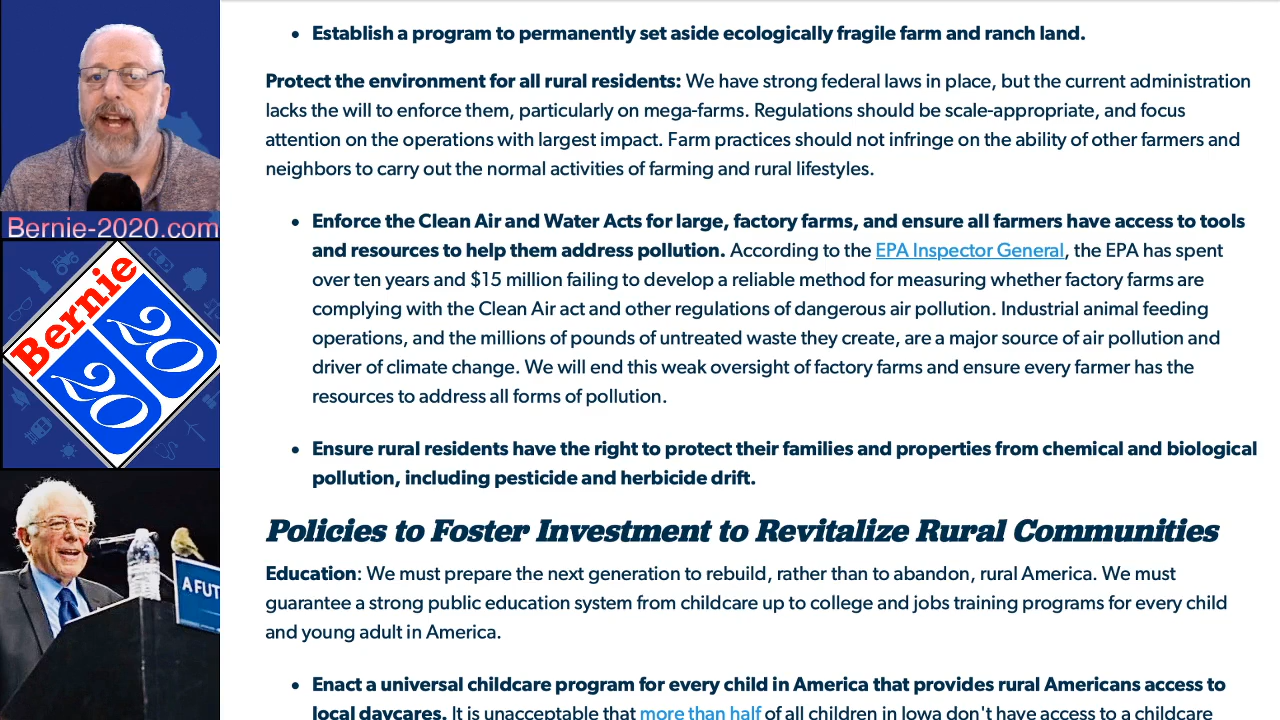 Establish a program to permanently set aside ecologically fragile farm and ranch land.
Protect the environment for all rural residents: We have strong federal laws in place, but the current administration
lacks the will to enforce them, particularly on mega-farms. Regulations should be scale-appropriate, and focus
attention on the operations with largest impact. Farm practices should not infringe on the ability of other farmers and
neighbors to carry out the normal activities of farming and rural lifestyles.
Enforce the Clean Air and Water Acts for large, factory farms, and ensure all farmers have access to tools
and resources to help them address pollution. According to the EPA Inspector General, the EPA has spent
over ten years and $15 million failing to develop a reliable method for measuring whether factory farms are
complying with the Clean Air act and other regulations of dangerous air pollution. Industrial animal feeding
operations, and the millions of pounds of untreated waste they create, are a major source of air pollution and
driver of climate change. We will end this weak oversight of factory farms and ensure every farmer has the
resources to address all forms of pollution.
Ensure rural residents have the right to protect their families and properties from chemical and biological
pollution, including pesticide and herbicide drift.
Policies to Foster Investment to Revitalize Rural Communities
Education: We must prepare the next generation to rebuild, rather than to abandon, rural America. We must
guarantee a strong public education system from childcare up to college and jobs training programs for every child
and young adult in America.
Enact a universal childcare program for every child in America that provides rural Americans access to
local daycares. It is unacceptable that more than half of all children in Iowa don't have access to a childcare
Bernie-2020.com
Bernie
20
20
A FUT